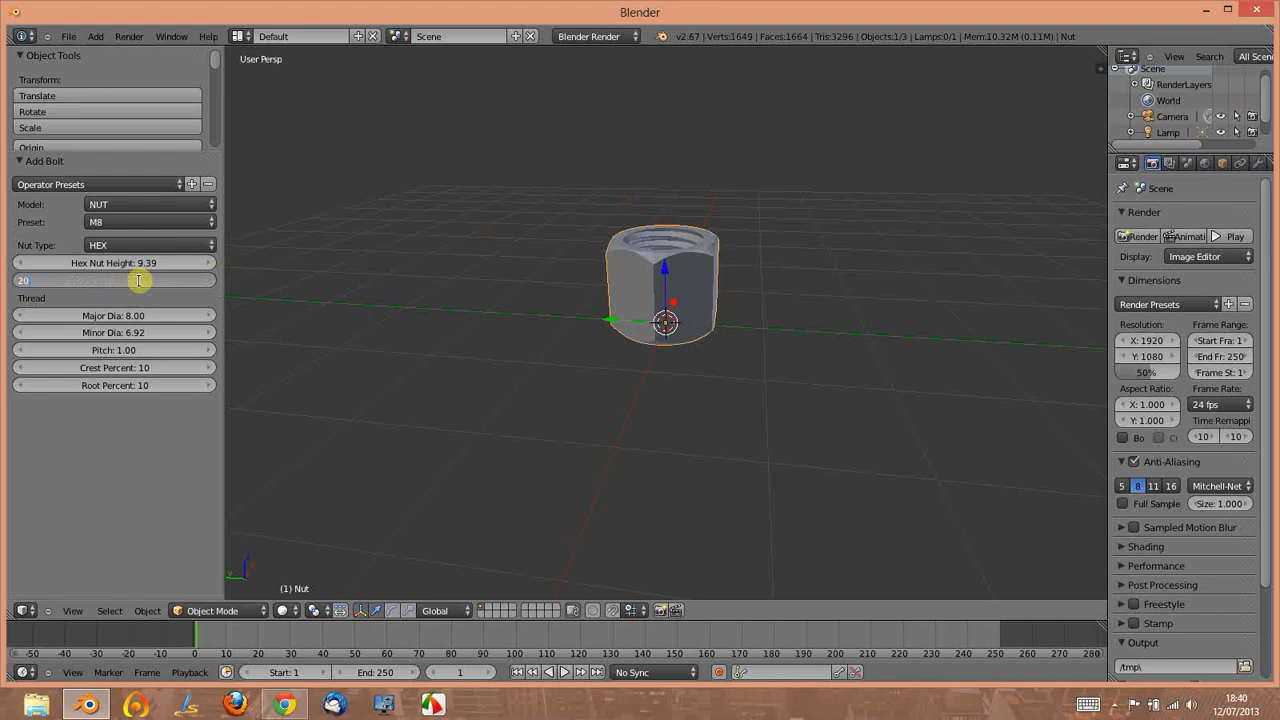 Blender
File Add Render Window Help
Default
Scene
Blender Render
v2.67 | Verts:1649 | Faces:1664 | Tris:3296 | Objects:1/3 | Lamps:0/1 | Mem:10.32M (0.11M) | Nut
Object Tools
Transform:
Translate
Rotate
Scale
Origin
Add Bolt
Operator Presets
Model: NUT
Preset: M8
Nut Type: HEX
Hex Nut Height: 9.39
20
Thread
Major Dia: 8.00
Minor Dia: 6.92
Pitch: 1.00
Crest Percent: 10
Root Percent: 10
User Persp
(1) Nut
View Select Object
Object Mode
Global
-50 -40 -30 -20 -10 0 10 20 30 40 50 60 70 80 90 100 110 120 130 140 150 160 170 180 190 200 210 220 230 240 250 260 270 280
View Marker Frame Playback
Start: 1
End: 250
1
No Sync
View Search All Scen
Scene
RenderLayers
World
Camera
Lamp
Scene
Render
Render Animati Play
Display: Image Editor
Dimensions
Render Presets
Resolution: Frame Range:
X: 1920 Start Fra: 1
Y: 1080 End Fr: 250
50% Frame St: 1
Aspect Ratio: Frame Rate:
X: 1.000 24 fps
Y: 1.000 Time Remappi
Bo Cr 10 10
Anti-Aliasing
5 8 11 16 Mitchell-Net
Full Sample Size: 1.000
Sampled Motion Blur
Shading
Performance
Post Processing
Freestyle
Stamp
Output
/tmp\
18:40
12/07/2013